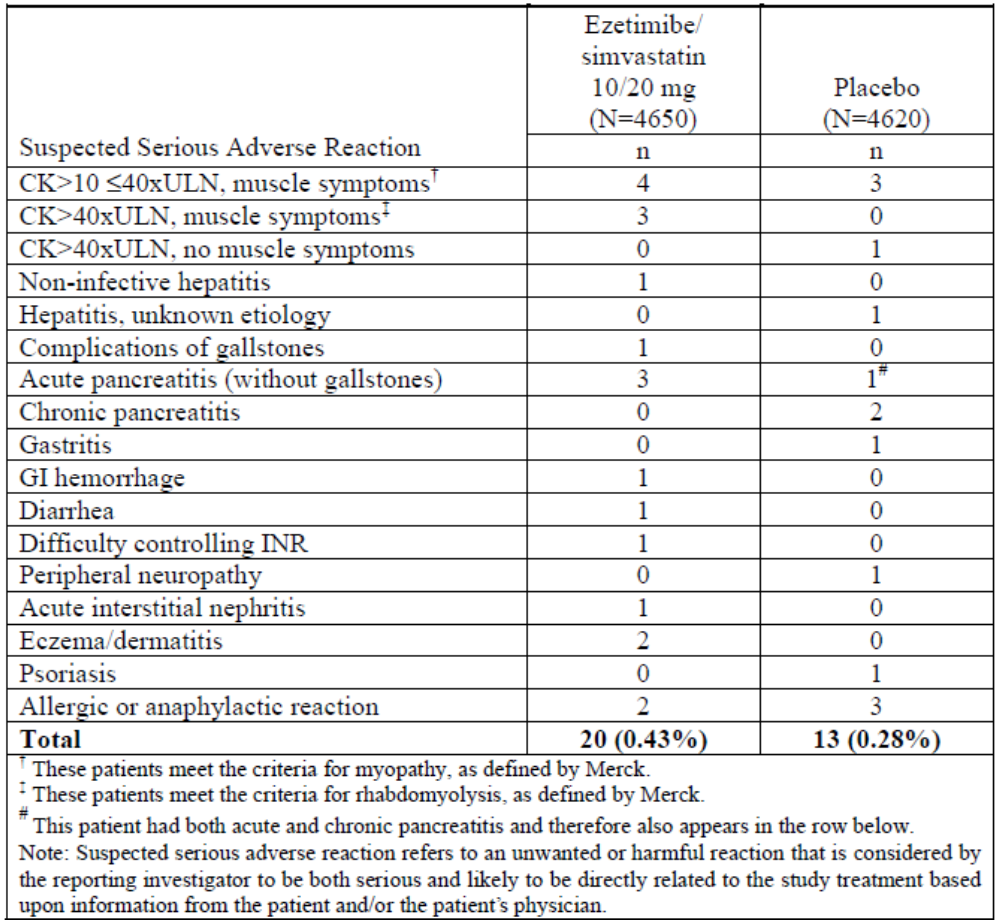 Ezetimibe/
simvastatin
10/20 mg
(N=4650)
Placebo
(N=4620)
Suspected Serious Adverse Reaction n n
CK>10 ≤40xULN, muscle symptoms† 4 3
CK>40xULN, muscle symptoms‡ 3 0
CK>40xULN, no muscle symptoms 0 1
Non-infective hepatitis 1 0
Hepatitis, unknown etiology 0 1
Complications of gallstones 1 0
Acute pancreatitis (without gallstones) 3 1#
Chronic pancreatitis 0 2
Gastritis 0 1
GI hemorrhage 1 0
Diarrhea 1 0
Difficulty controlling INR 1 0
Peripheral neuropathy 0 1
Acute interstitial nephritis 1 0
Eczema/dermatitis 2 0
Psoriasis 0 1
Allergic or anaphylactic reaction 2 3
Total 20 (0.43%) 13 (0.28%)
† These patients meet the criteria for myopathy, as defined by Merck.
‡ These patients meet the criteria for rhabdomyolysis, as defined by Merck.
# This patient had both acute and chronic pancreatitis and therefore also appears in the row below.
Note: Suspected serious adverse reaction refers to an unwanted or harmful reaction that is considered by
the reporting investigator to be both serious and likely to be directly related to the study treatment based
upon information from the patient and/or the patient's physician.